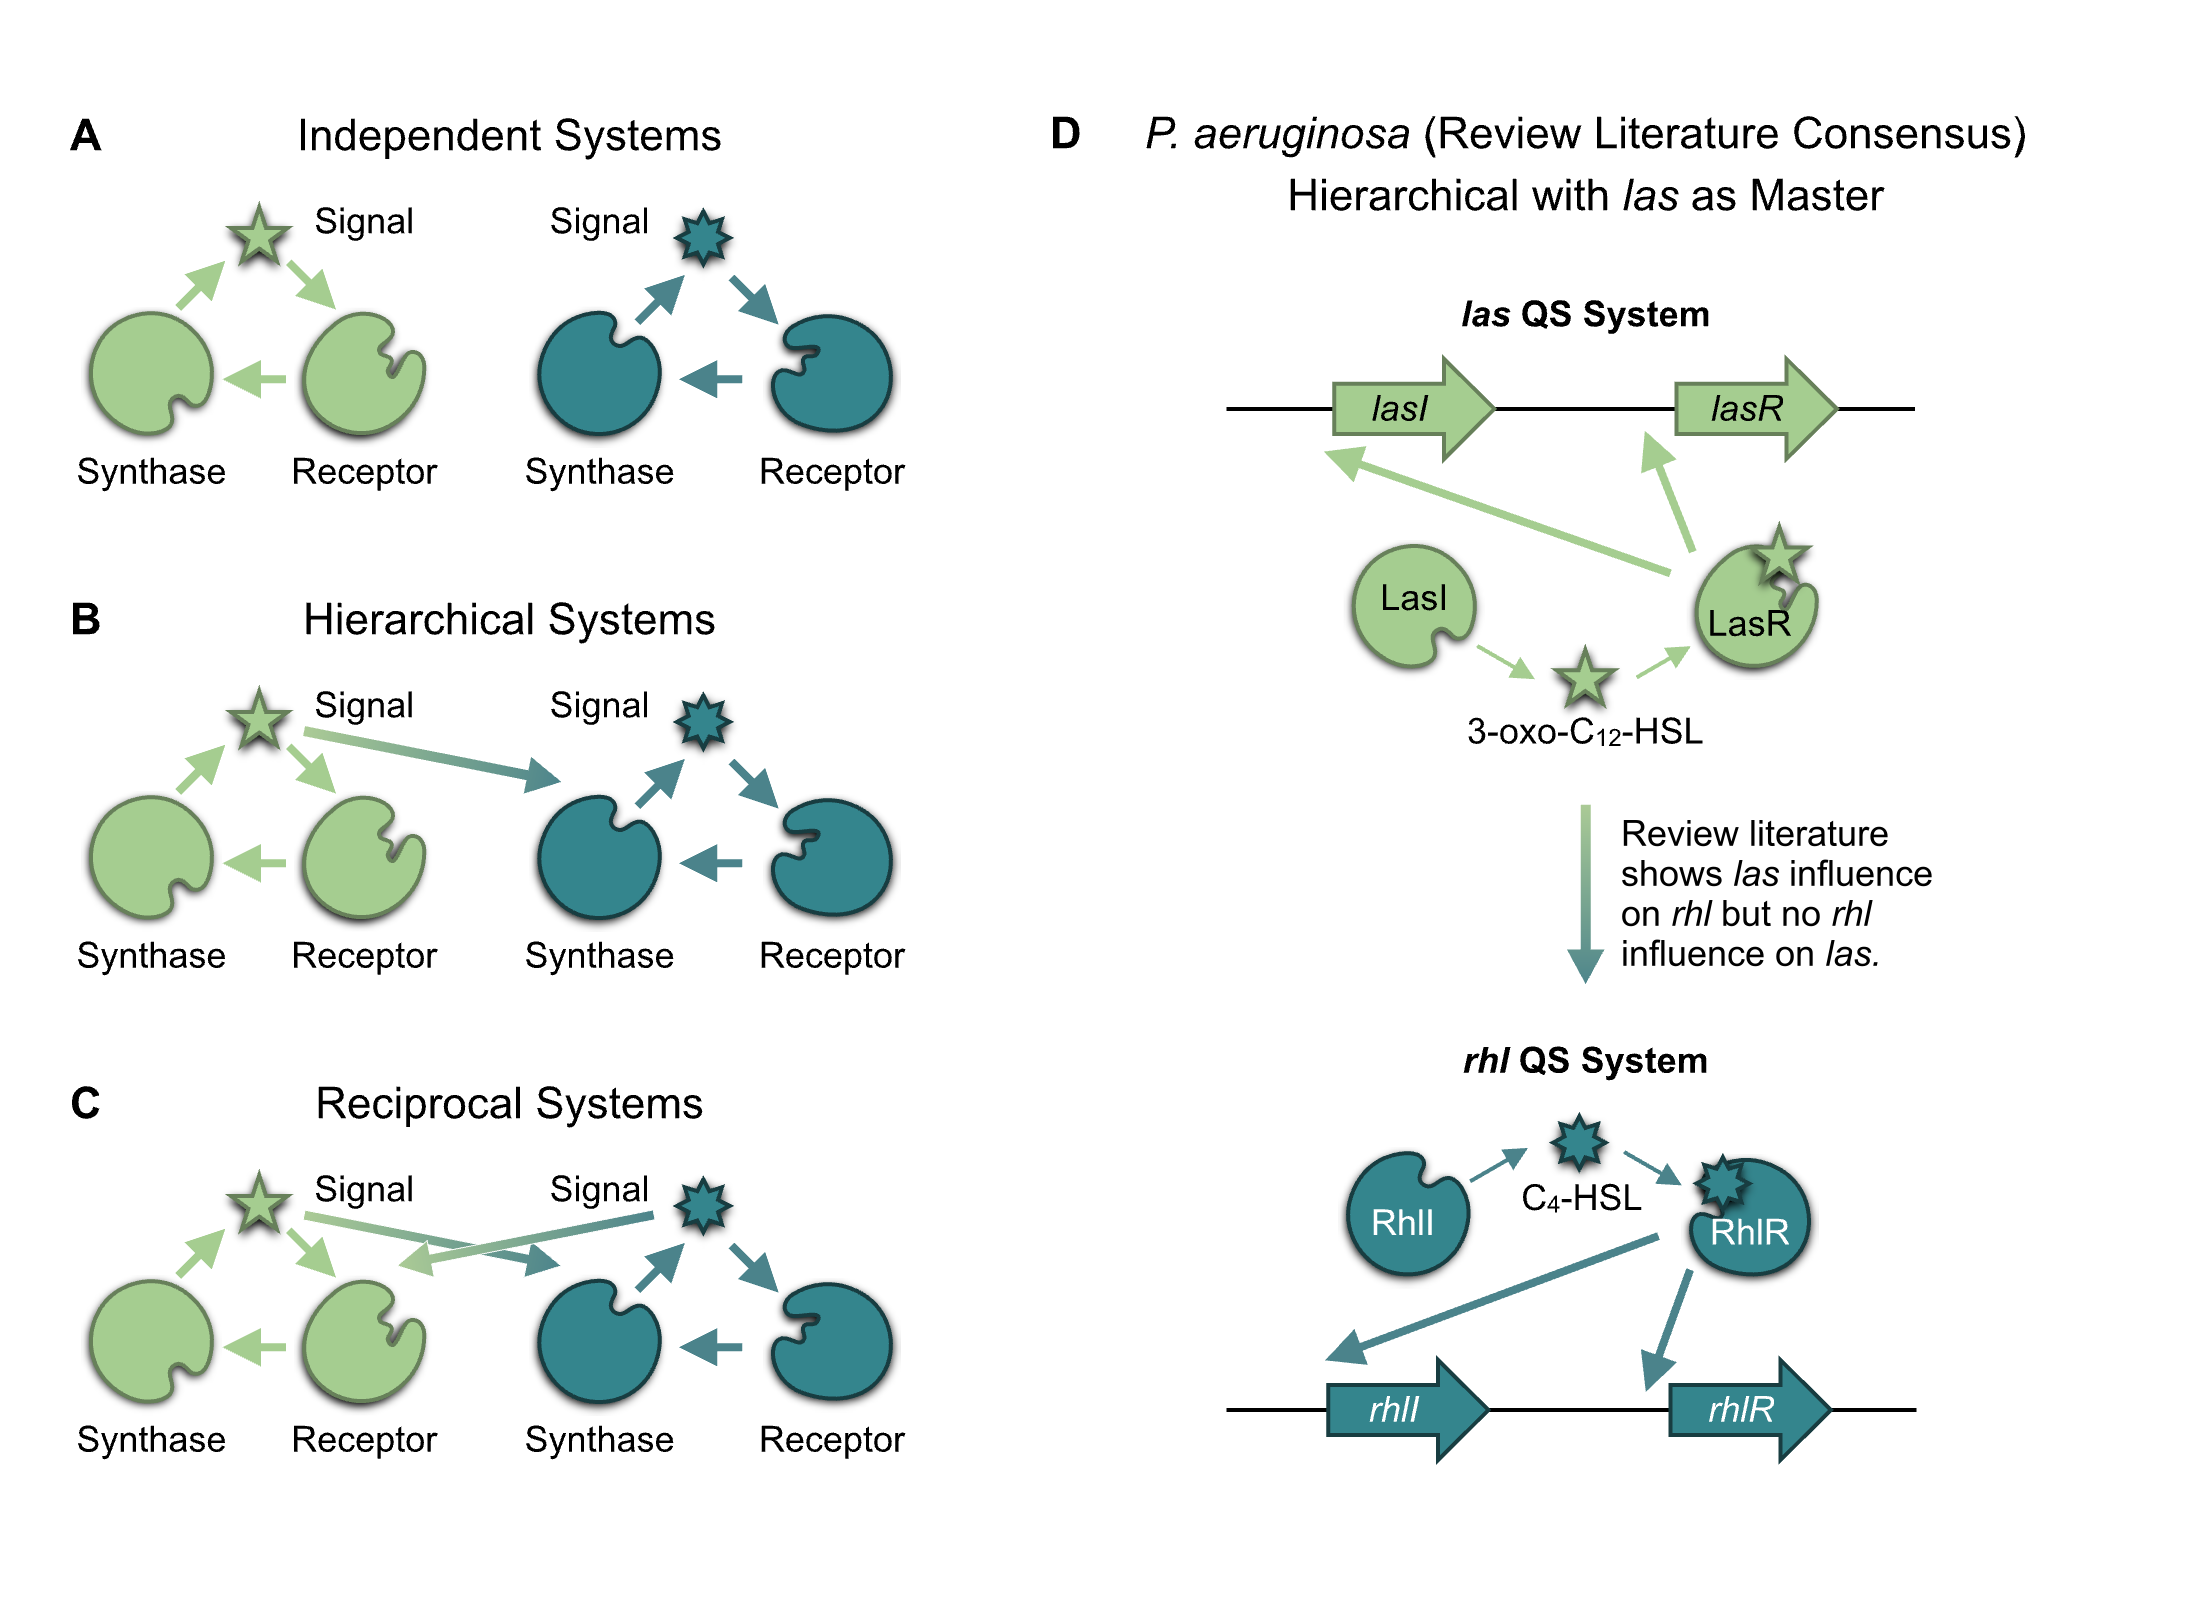 A Independent Systems
Signal Signal
Synthase Receptor Synthase Receptor
B Hierarchical Systems
Signal Signal
Synthase Receptor Synthase Receptor
C Reciprocal Systems
Signal Signal
Synthase Receptor Synthase Receptor
D P. aeruginosa (Review Literature Consensus)
Hierarchical with las as Master
las QS System
lasI lasR
LasI LasR
3-oxo-C₁₂-HSL
Review literature
shows las influence
on rhl but no rhl
influence on las.
rhl QS System
C₄-HSL
RhlI RhlR
rhlI rhlR